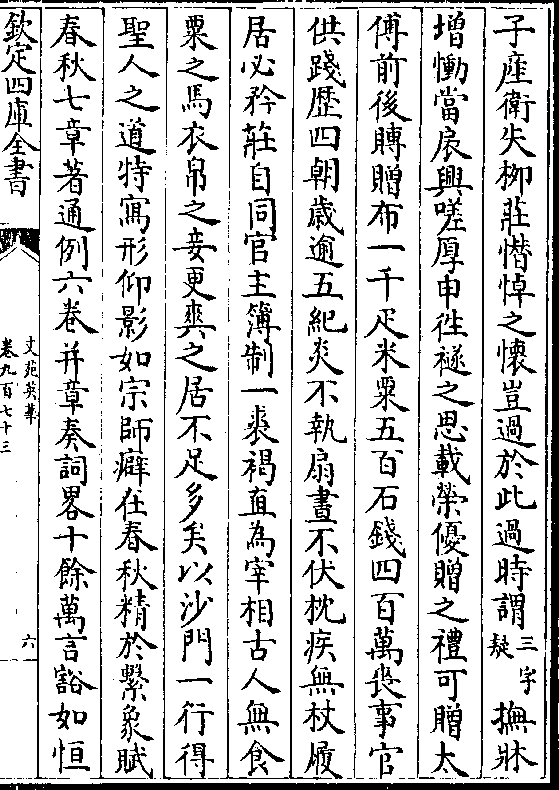 子産衛失柳莊憯悼之懷豈過於此過時謂三字疑撫牀
增慟當扆興嗟厚申徃襚之恩載榮優贈之禮可贈太
傅前後賻贈布一千疋米粟五百石錢四百萬喪事官
供踐歴四朝歳逾五紀炎不執扇晝不伏枕疾無杖履
居必矜莊自同官主簿制一裘褐直為宰相古人無食
粟之馬衣帛之妾更爽之居不足多矣以沙門一行得
聖人之道特寫形仰影如宗師癖在春秋精於繫象賦
春秋七章著通例六卷幷章奏詞畧十餘萬言谿如恒
欽定四庫全書
文苑英華
卷九百七十三
六